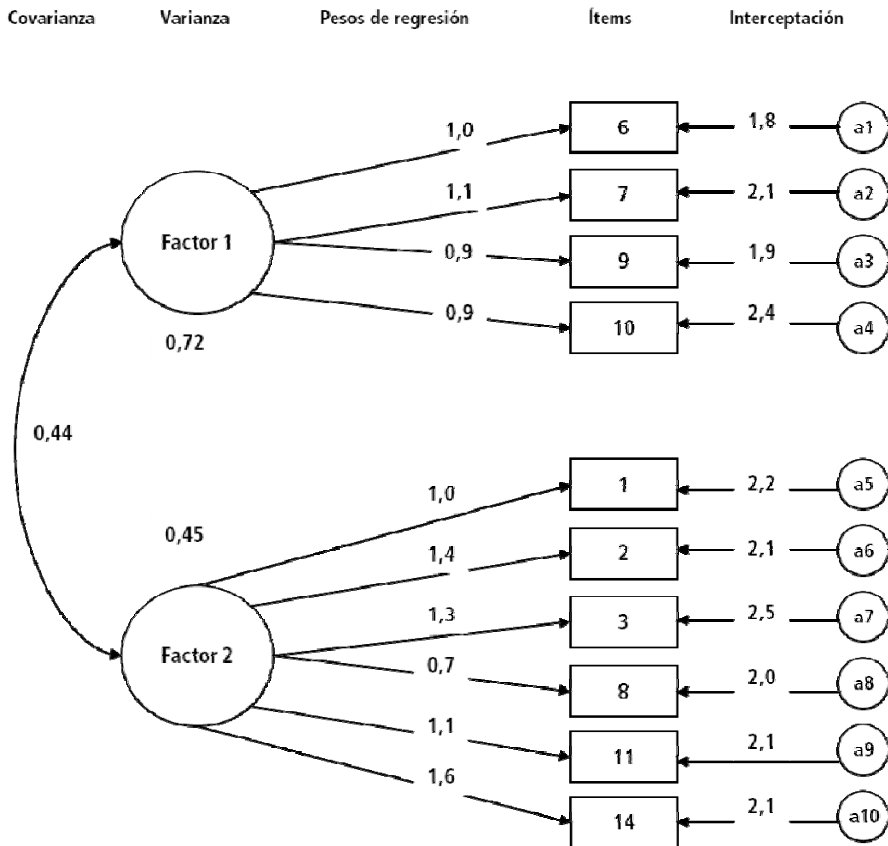 Covarianza Varianza Pesos de regresión Ítems Interceptación
1,0 6 1,8 a1
1,1 7 2,1 a2
Factor 1
0,9 9 1,9 a3
0,9 10 2,4 a4
0,72
0,44
1,0 1 2,2 a5
0,45
1,4 2 2,1 a6
1,3 3 2,5 a7
Factor 2
0,7 8 2,0 a8
1,1 11 2,1 a9
1,6 14 2,1 a10